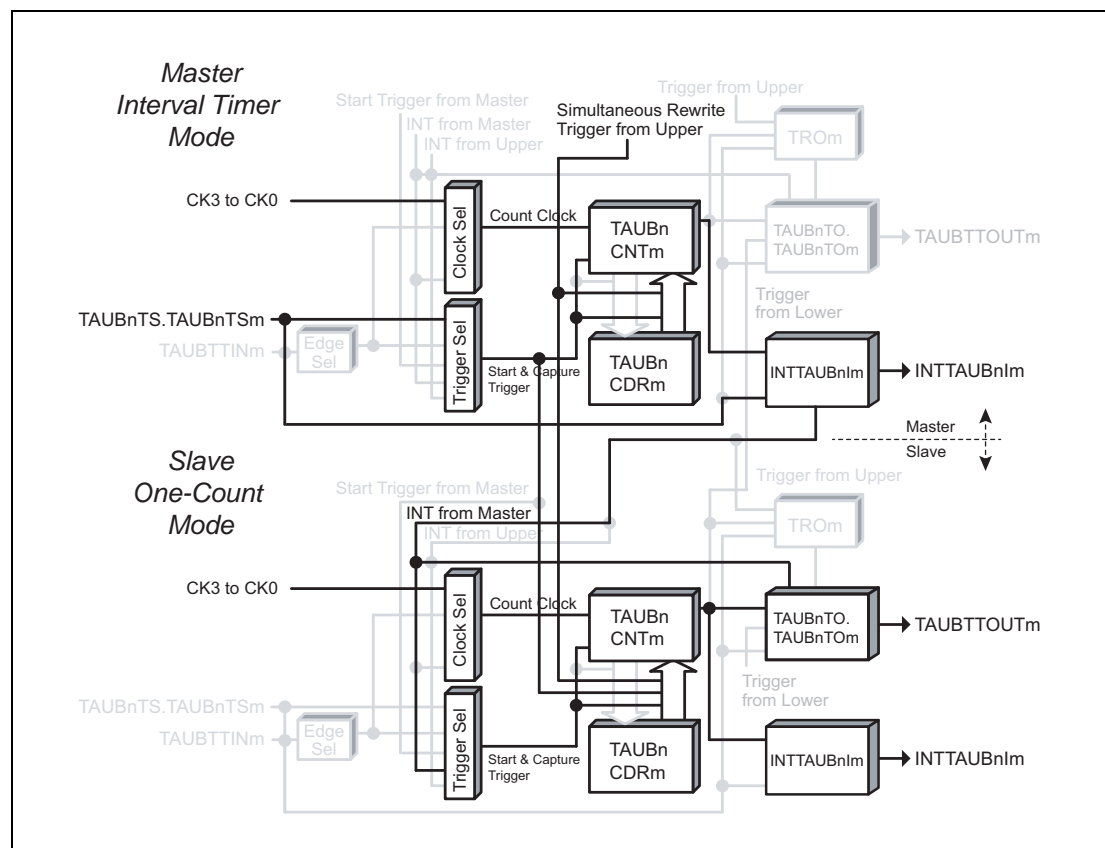 Master
Interval Timer
Mode
Start Trigger from Master
INT from Master
INT from Upper
Simultaneous Rewrite
Trigger from Upper
Trigger from Upper
TROm
CK3 to CK0
Clock Sel
Count Clock
TAUBn
CNTm
TAUBnTO.
TAUBnTOm
TAUBTTOUTm
Trigger
from Lower
TAUBnTS.TAUBnTSm
TAUBTTINm
Edge
Sel
Trigger Sel
Start & Capture
Trigger
TAUBn
CDRm
INTTAUBnIm
INTTAUBnIm
Master
Slave
Slave
One-Count
Mode
Start Trigger from Master
INT from Master
INT from Upper
Trigger from Upper
TROm
CK3 to CK0
Clock Sel
Count Clock
TAUBn
CNTm
TAUBnTO.
TAUBnTOm
TAUBTTOUTm
Trigger
from Lower
TAUBnTS.TAUBnTSm
TAUBTTINm
Edge
Sel
Trigger Sel
Start & Capture
Trigger
TAUBn
CDRm
INTTAUBnIm
INTTAUBnIm